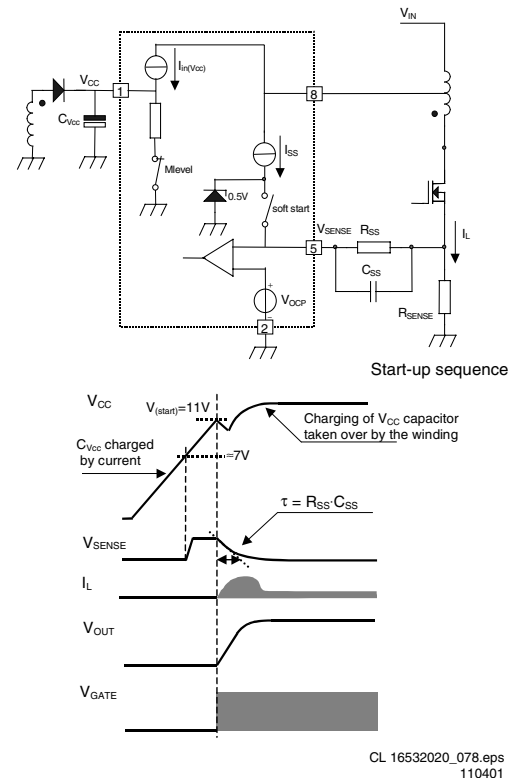 V_IN
V_CC
I_in(Vcc)
C_Vcc
1
8
I_SS
Mlevel
0.5V
soft start
V_SENSE
R_SS
I_L
5
C_SS
V_OCP
+
−
R_SENSE
2
Start-up sequence
V_CC
V_(start)=11V
Charging of V_CC capacitor
taken over by the winding
C_Vcc charged
by current
≈7V
τ = R_SS·C_SS
V_SENSE
I_L
V_OUT
V_GATE
CL 16532020_078.eps
110401